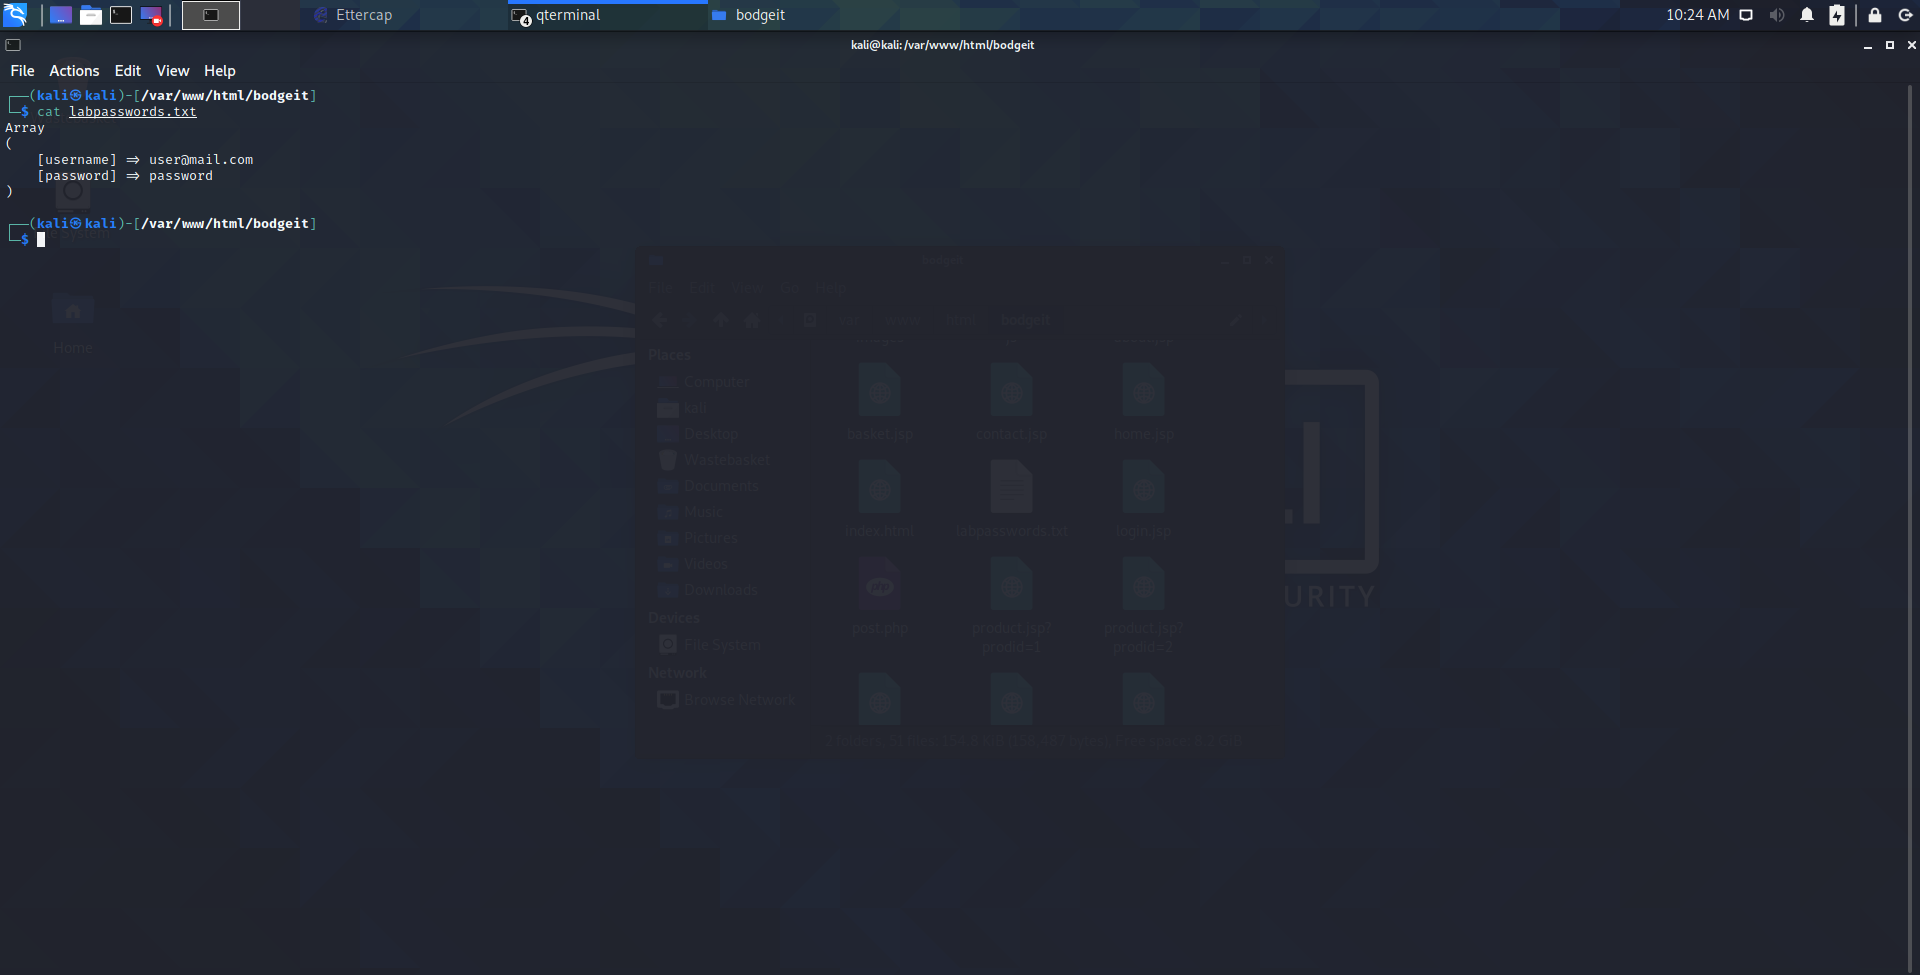 Ettercap
4 qterminal
bodgeit
10:24 AM
kali@kali: /var/www/html/bodgeit
File Actions Edit View Help
┌──(kali㉿kali)-[/var/www/html/bodgeit]
└─$ cat labpasswords.txt
Array
(
    [username] => user@mail.com
    [password] => password
)
┌──(kali㉿kali)-[/var/www/html/bodgeit]
└─$
File System
Home
bodgeit
File Edit View Go Help
var www html bodgeit
Places
Computer
kali
Desktop
Wastebasket
Documents
Music
Pictures
Videos
Downloads
Devices
File System
Network
Browse Network
basket.jsp contact.jsp home.jsp
index.html labpasswords.txt login.jsp
post.php product.jsp? product.jsp?
prodid=1 prodid=2
URITY